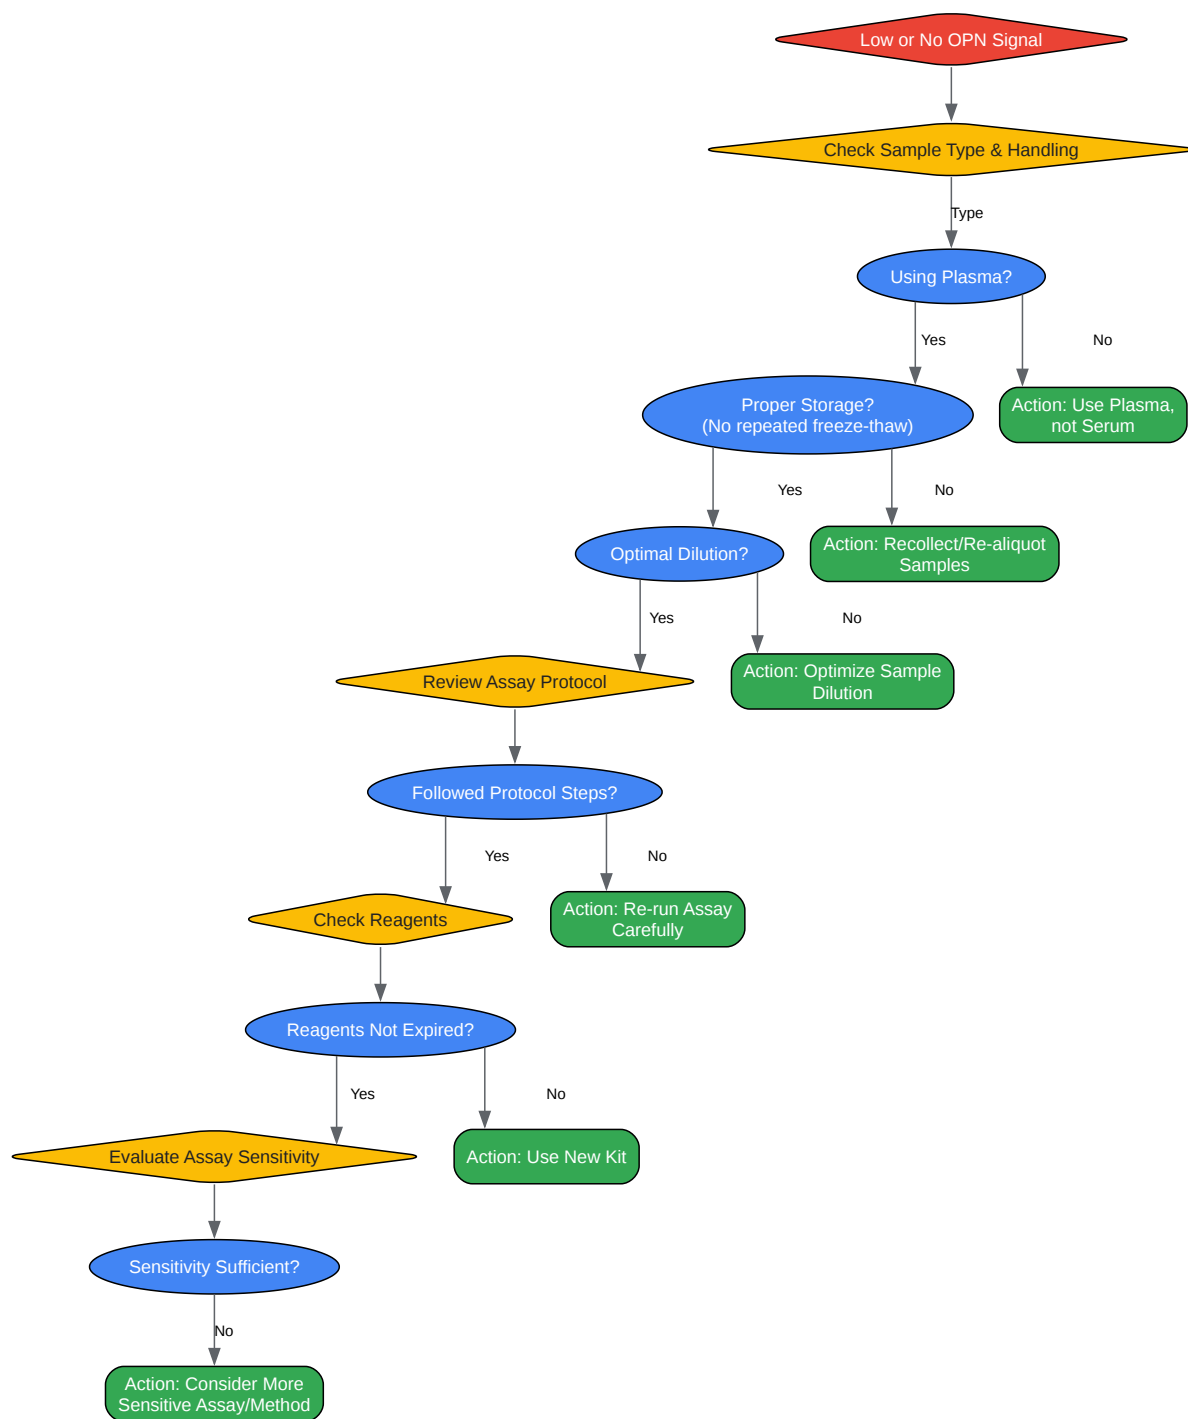 Low or No OPN Signal
Check Sample Type & Handling
Type
Using Plasma?
Yes
No
Proper Storage?
(No repeated freeze-thaw)
Action: Use Plasma,
not Serum
Yes
No
Optimal Dilution?
Action: Recollect/Re-aliquot
Samples
Yes
No
Review Assay Protocol
Action: Optimize Sample
Dilution
Followed Protocol Steps?
Yes
No
Check Reagents
Action: Re-run Assay
Carefully
Reagents Not Expired?
Yes
No
Evaluate Assay Sensitivity
Action: Use New Kit
Sensitivity Sufficient?
No
Action: Consider More
Sensitive Assay/Method